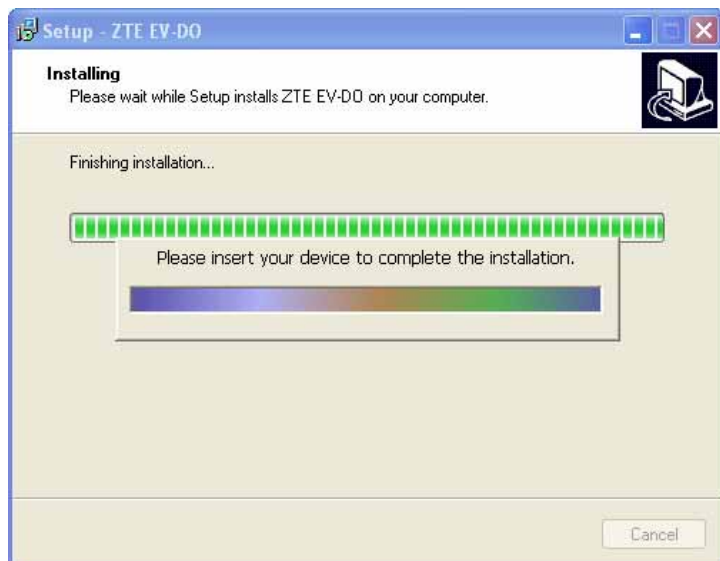 Setup - ZTE EV-DO
Installing
Please wait while Setup installs ZTE EV-DO on your computer.
Finishing installation...
Please insert your device to complete the installation.
Cancel